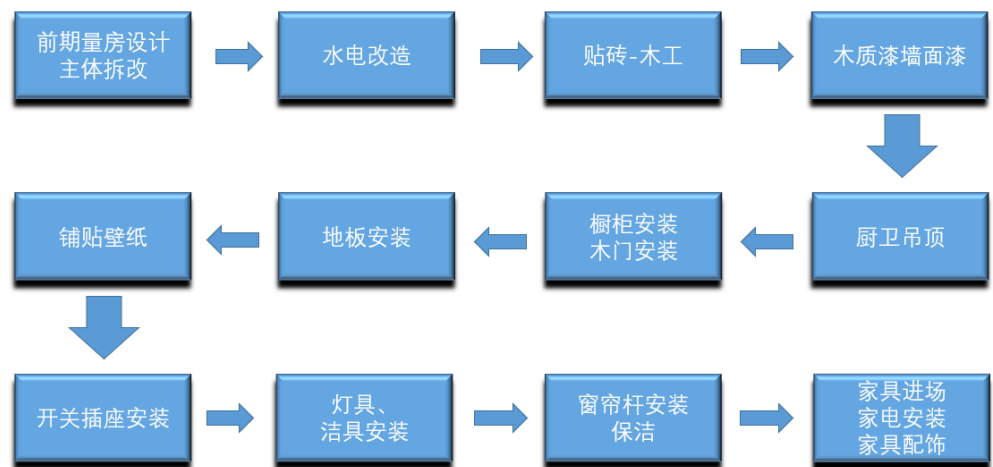 前期量房设计
主体拆改
水电改造
贴砖-木工
木质漆墙面漆
厨卫吊顶
橱柜安装
木门安装
地板安装
铺贴壁纸
开关插座安装
灯具、
洁具安装
窗帘杆安装
保洁
家具进场
家电安装
家具配饰